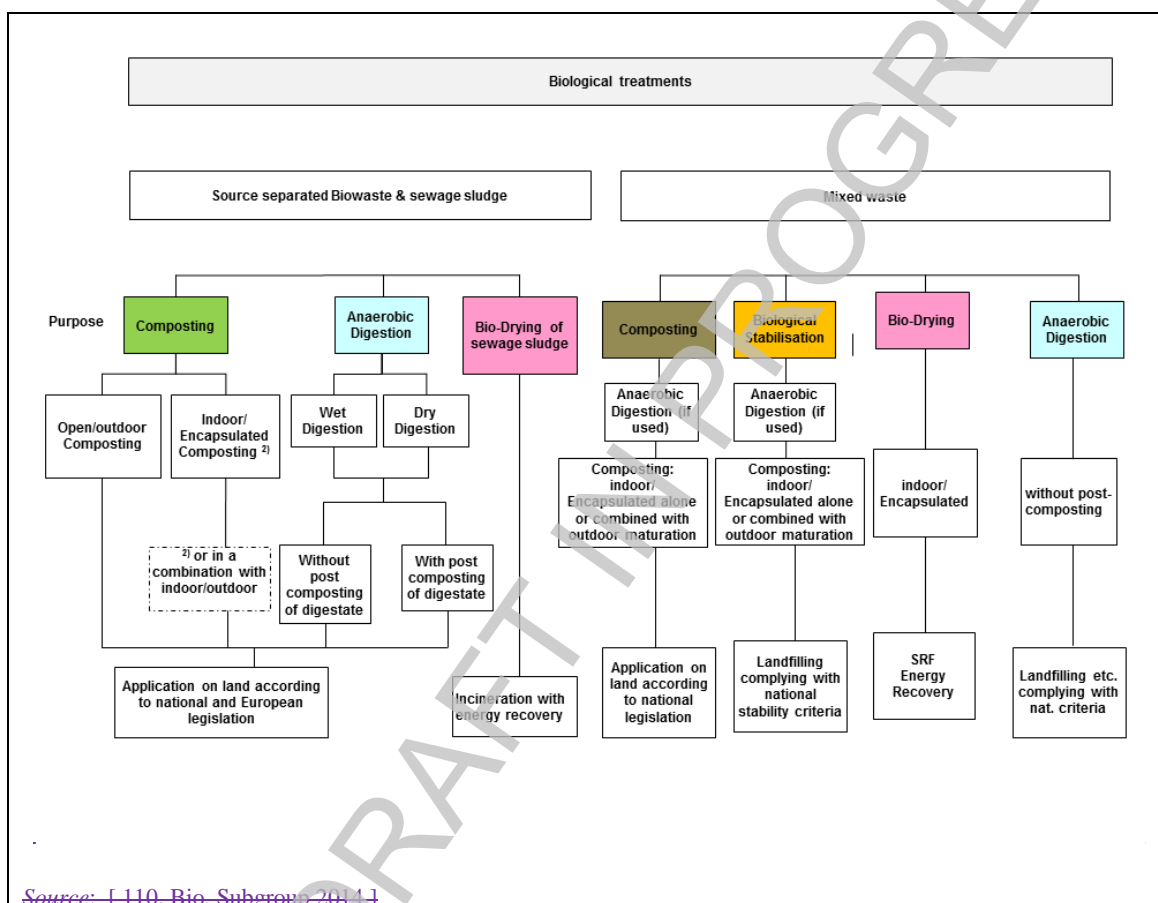 Biological treatments
Source separated Biowaste & sewage sludge
Mixed waste
Purpose
Composting
Anaerobic
Digestion
Bio-Drying of
sewage sludge
Composting
Biological
Stabilisation
Bio-Drying
Anaerobic
Digestion
Open/outdoor
Composting
Indoor/
Encapsulated
Composting 2)
Wet
Digestion
Dry
Digestion
Anaerobic
Digestion (if
used)
Anaerobic
Digestion (if
used)
Composting:
indoor/
Encapsulated alone
or combined with
outdoor maturation
Composting:
indoor/
Encapsulated alone
or combined with
outdoor maturation
indoor/
Encapsulated
without post-
composting
2) or in a
combination with
indoor/outdoor
Without
post
composting
of digestate
With post
composting
of digestate
Application on land according
to national and European
legislation
Incineration with
energy recovery
Application on
land according
to national
legislation
Landfilling
complying with
national
stability criteria
SRF
Energy
Recovery
Landfilling etc.
complying with
nat. criteria
Source: [ 110, Bio. Subgroup 2014 ]
DRAFT IN PROGRE